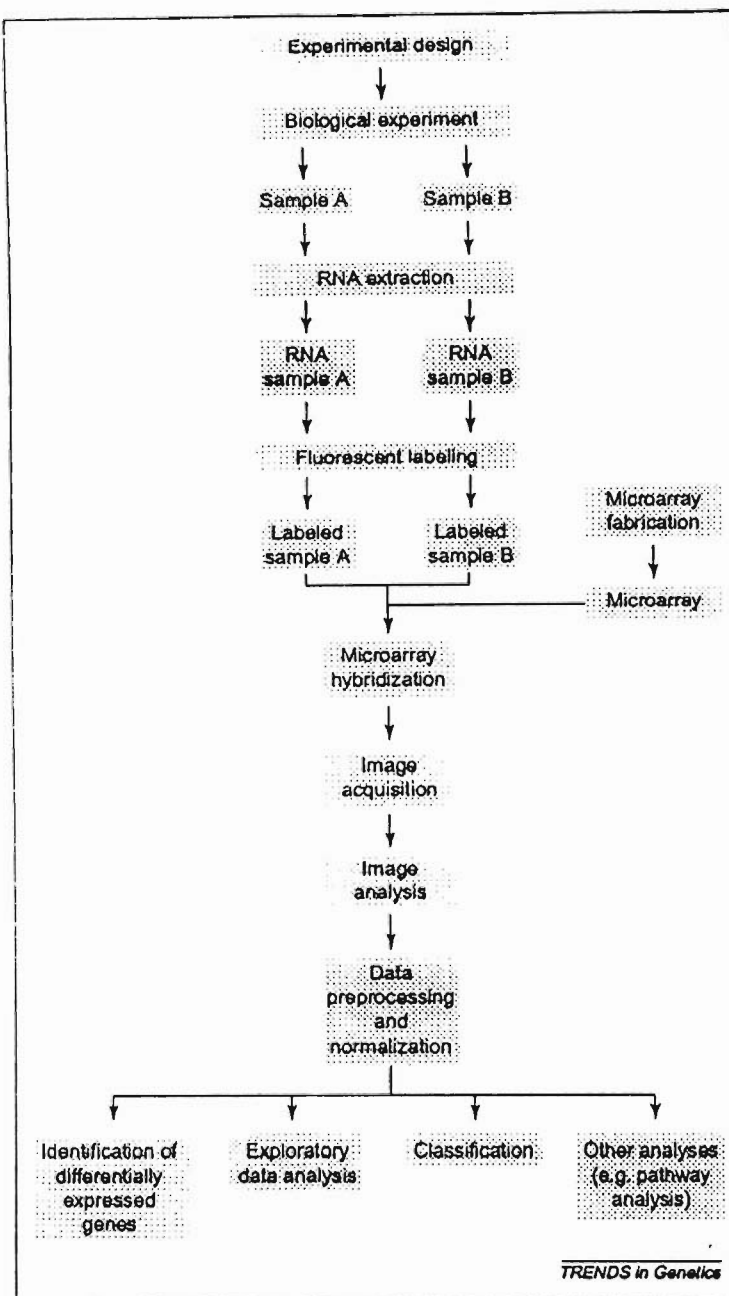 Experimental design
Biological experiment
Sample A
Sample B
RNA extraction
RNA
sample A
RNA
sample B
Fluorescent labeling
Labeled
sample A
Labeled
sample B
Microarray
fabrication
Microarray
Microarray
hybridization
Image
acquisition
Image
analysis
Data
preprocessing
and
normalization
Identification of
differentially
expressed
genes
Exploratory
data analysis
Classification
Other analyses
(e.g. pathway
analysis)
TRENDS in Genetics